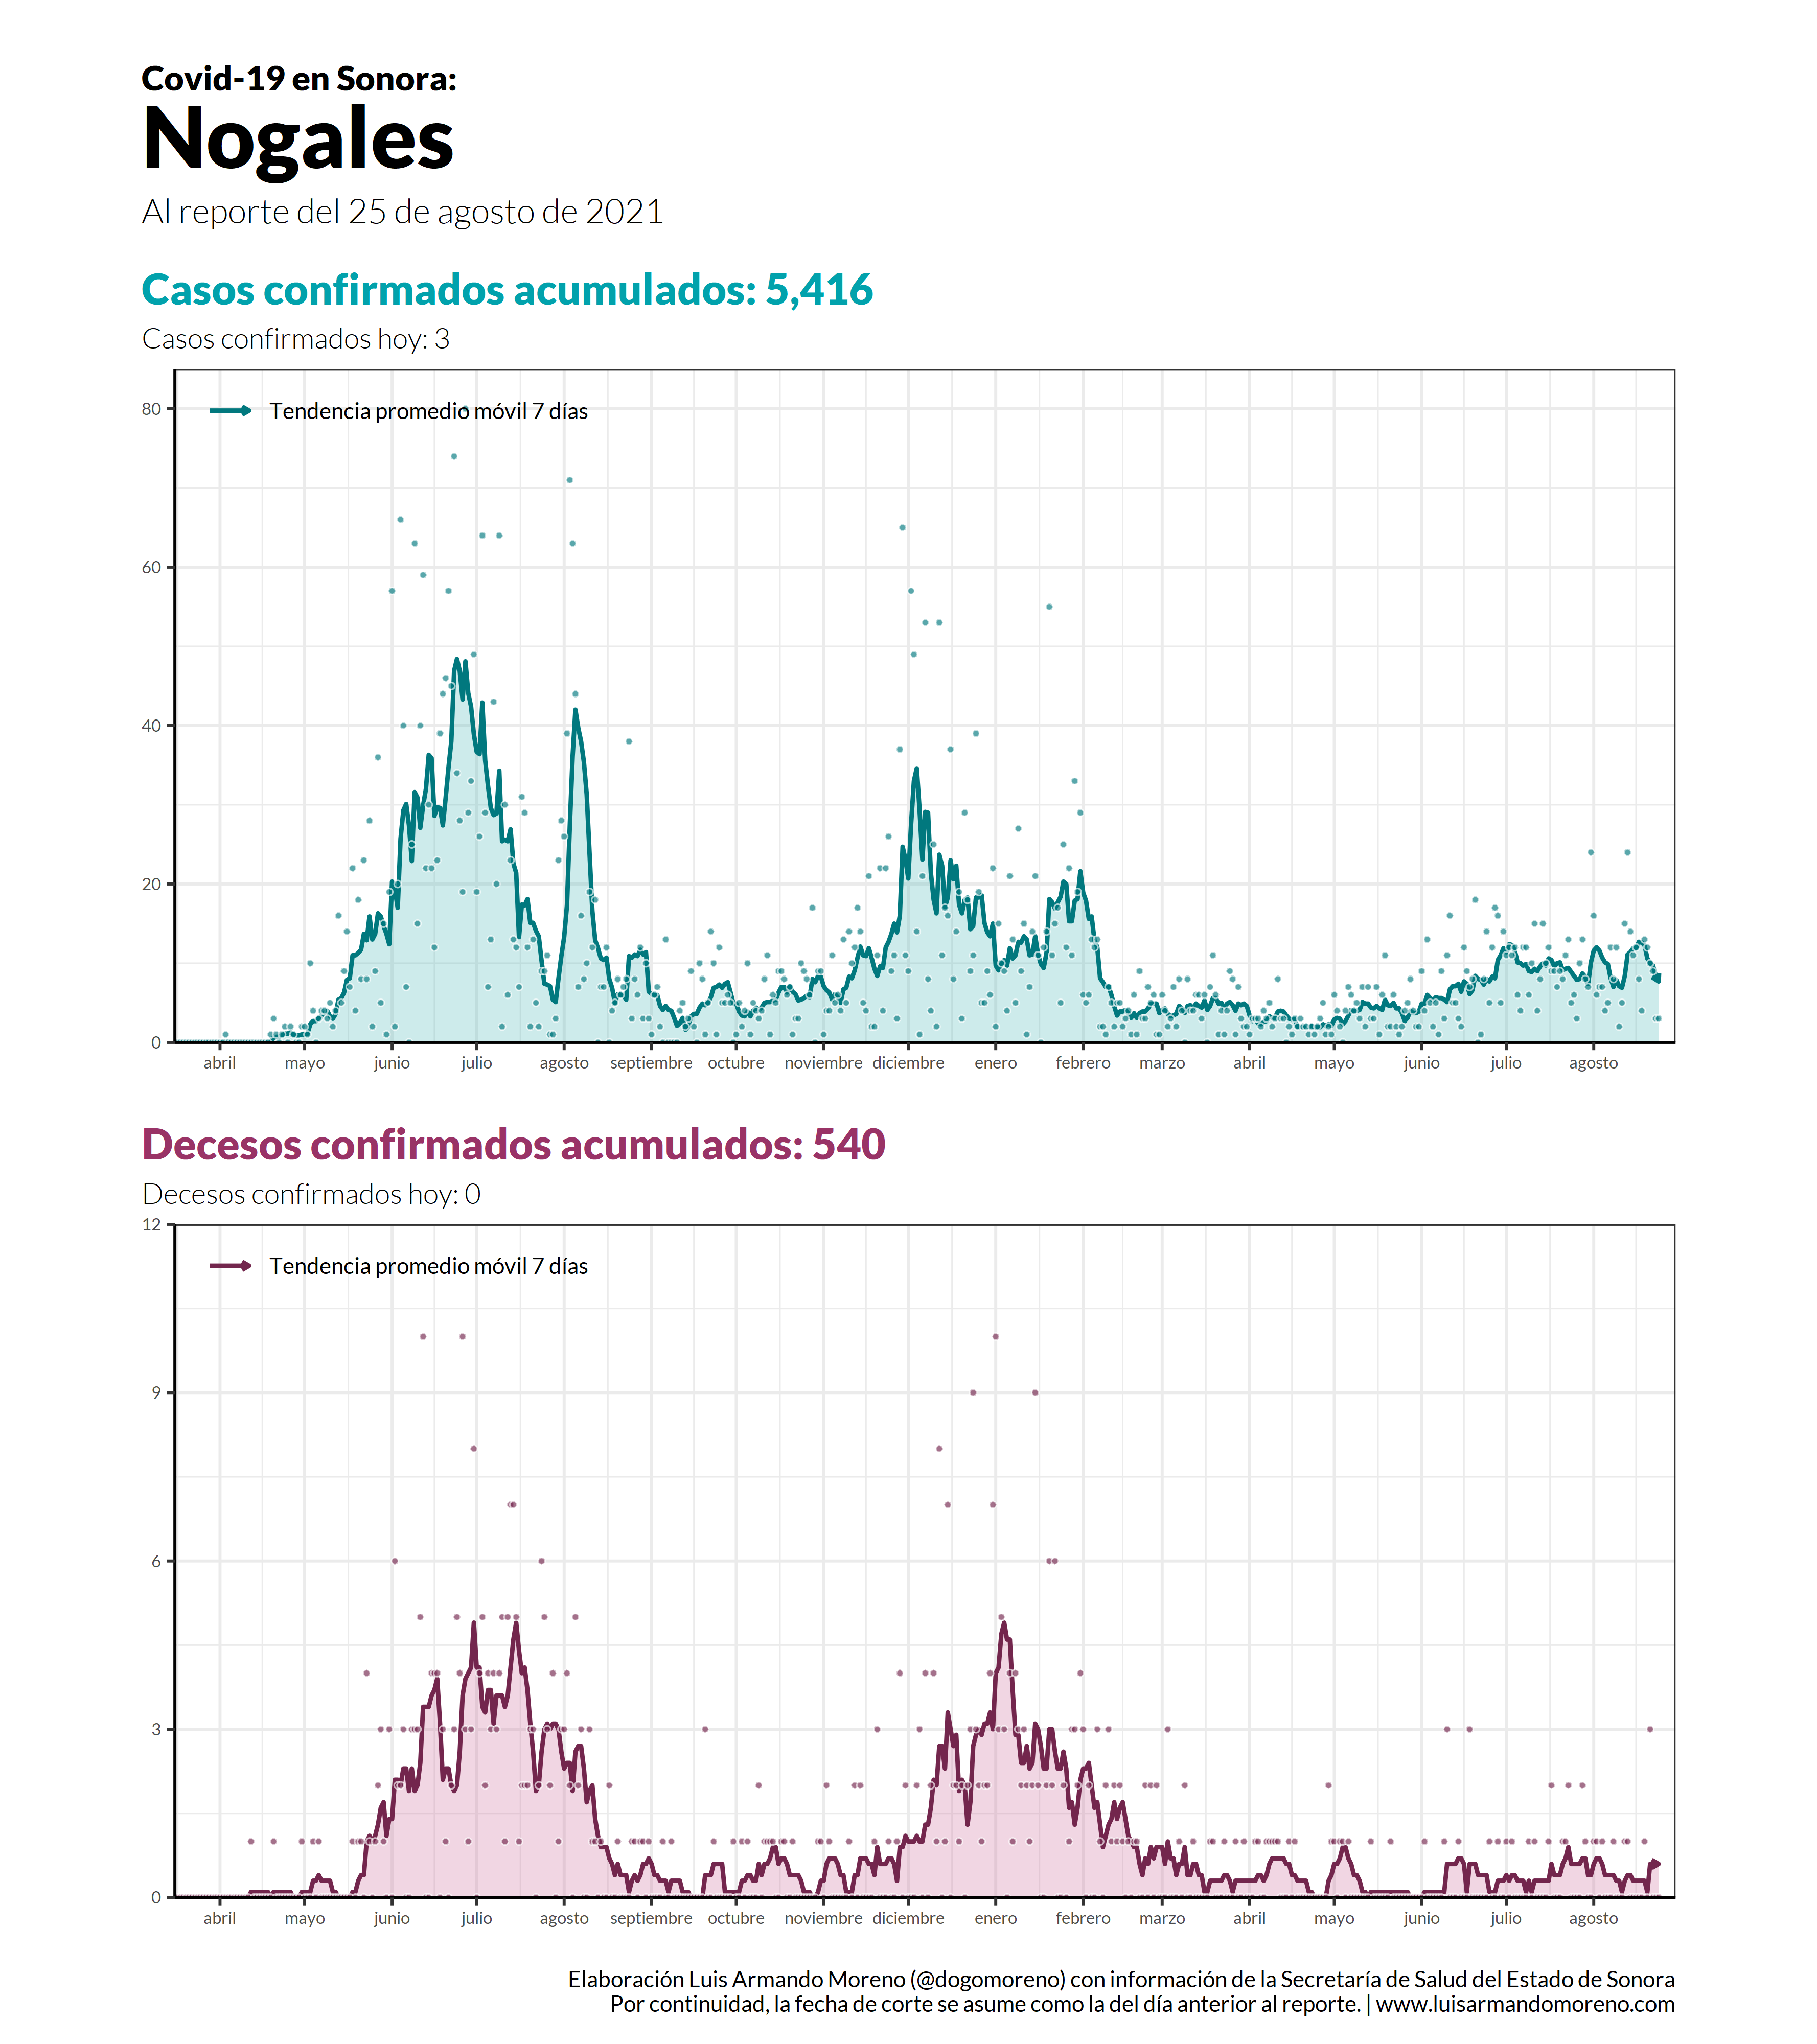 Covid-19 en Sonora:
Nogales
Al reporte del 25 de agosto de 2021
Casos confirmados acumulados: 5,416
Casos confirmados hoy: 3
Tendencia promedio móvil 7 días
80
60
40
20
0
abril mayo junio julio agosto septiembre octubre noviembre diciembre enero febrero marzo abril mayo junio julio agosto
Decesos confirmados acumulados: 540
Decesos confirmados hoy: 0
12
Tendencia promedio móvil 7 días
9
6
3
0
abril mayo junio julio agosto septiembre octubre noviembre diciembre enero febrero marzo abril mayo junio julio agosto
Elaboración Luis Armando Moreno (@dogomoreno) con información de la Secretaría de Salud del Estado de Sonora
Por continuidad, la fecha de corte se asume como la del día anterior al reporte. | www.luisarmandomoreno.com